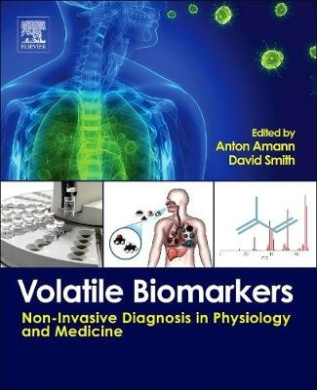 ELSEVIER
Edited by
Anton Amann
David Smith
Volatile Biomarkers
Non-Invasive Diagnosis in Physiology
and Medicine